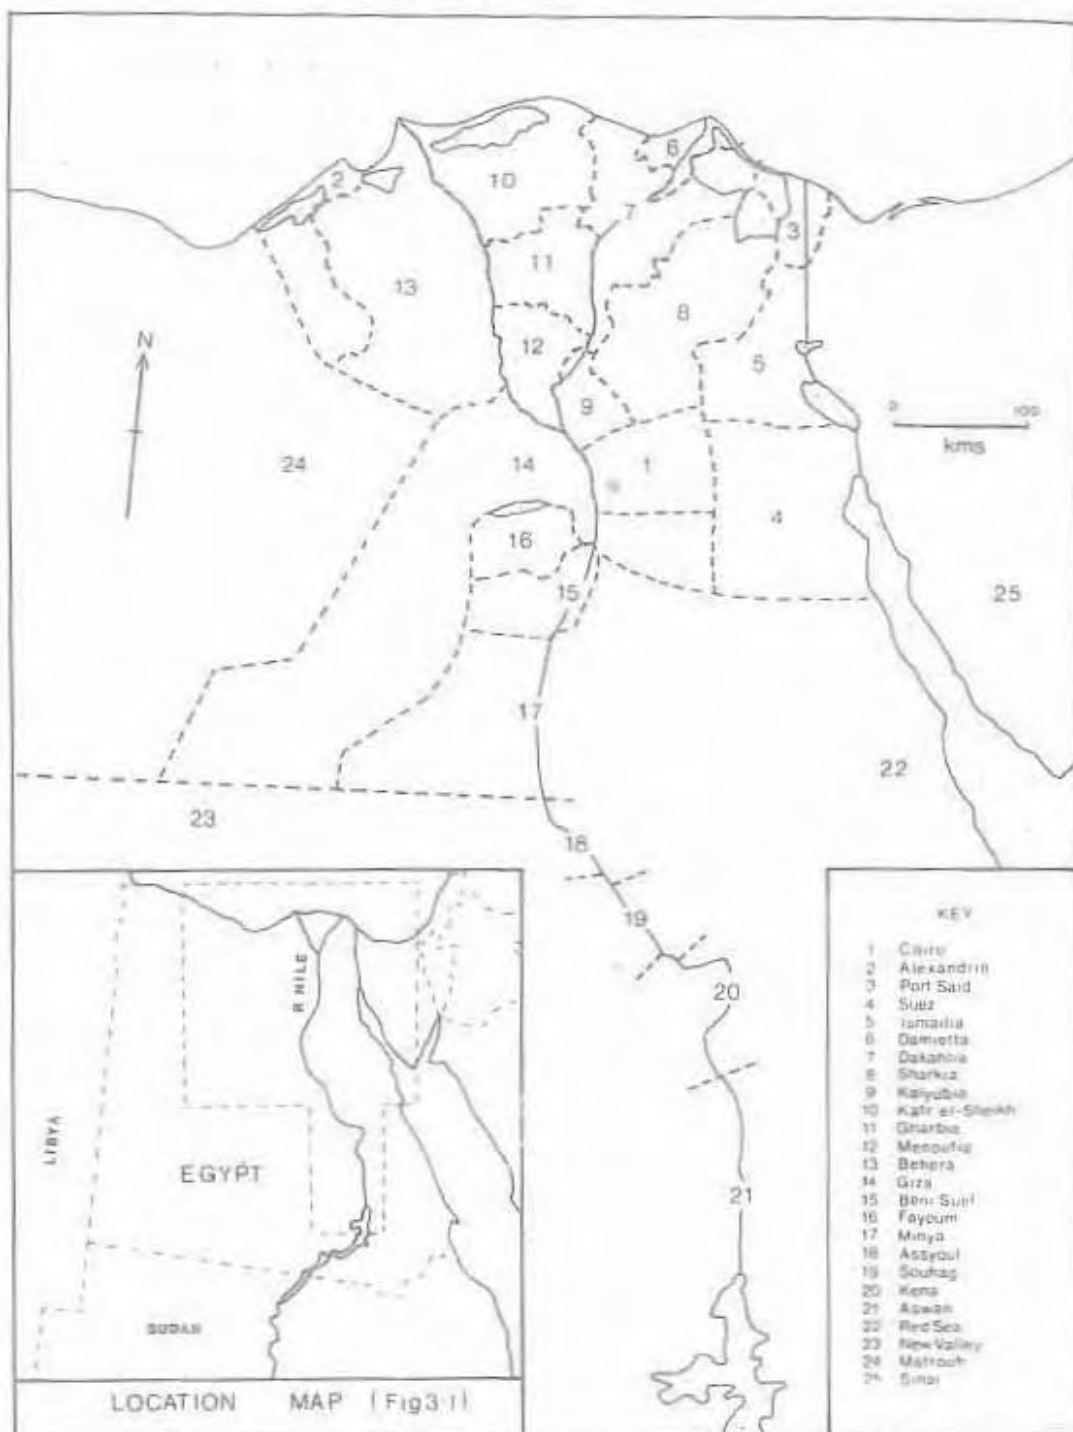 6
2
10
7
3
11
13
8
N
12
5
0 100
9
kms
24
14
1
4
16
15
25
17
22
23
18
19
20
21
R NILE
LIBYA
EGYPT
SUDAN
LOCATION MAP (Fig 3·1)
KEY
1 Cairo
2 Alexandria
3 Port Said
4 Suez
5 Ismailia
6 Damietta
7 Dakahlia
8 Sharkia
9 Kalyubia
10 Kafr el-Sheikh
11 Gharbia
12 Menoufia
13 Behera
14 Giza
15 Beni Suef
16 Fayoum
17 Minya
18 Assyout
19 Souhag
20 Kena
21 Aswan
22 Red Sea
23 New Valley
24 Matrouh
25 Sinai